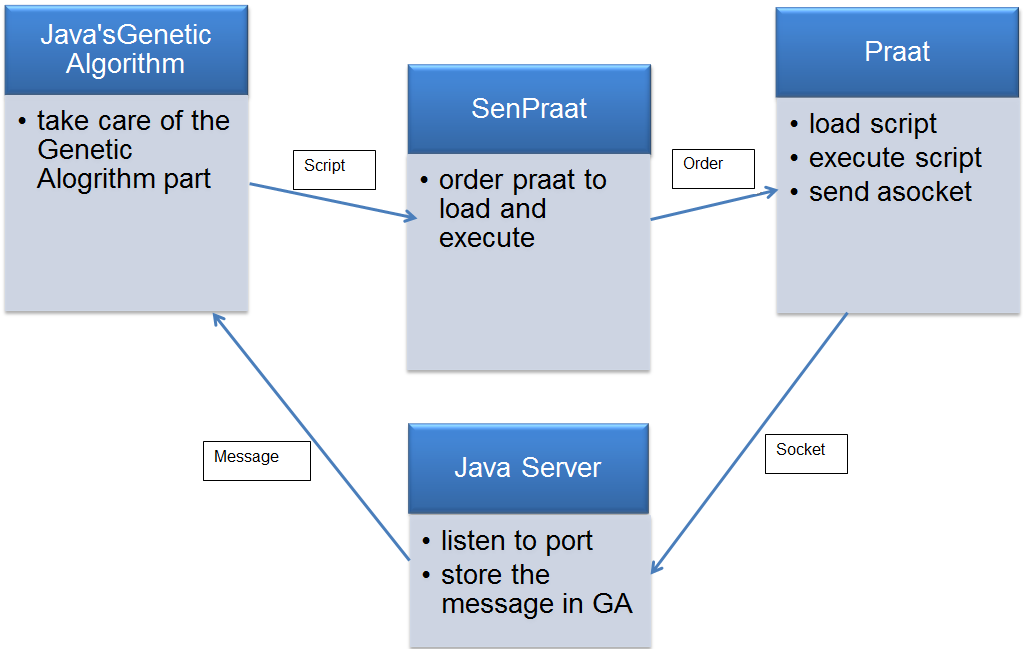 Java'sGenetic
Algorithm
• take care of the
Genetic
Alogrithm part
Script
SenPraat
• order praat to
load and
execute
Order
Praat
• load script
• execute script
• send asocket
Socket
Java Server
• listen to port
• store the
message in GA
Message